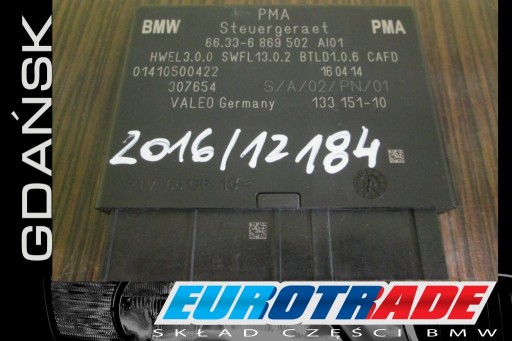 GDAŃSK
PMA
BMW Steuergeraet PMA
66.33-6 869 502 AI01
HWEL3.0.0 SWFL13.0.2 BTLD1.0.6 CAFD
01410500422 160414
307654 S/A/02/PN/01
VALEO Germany 133 151-10
2016/12184
EUROTRADE
SKŁAD CZĘŚCI BMW